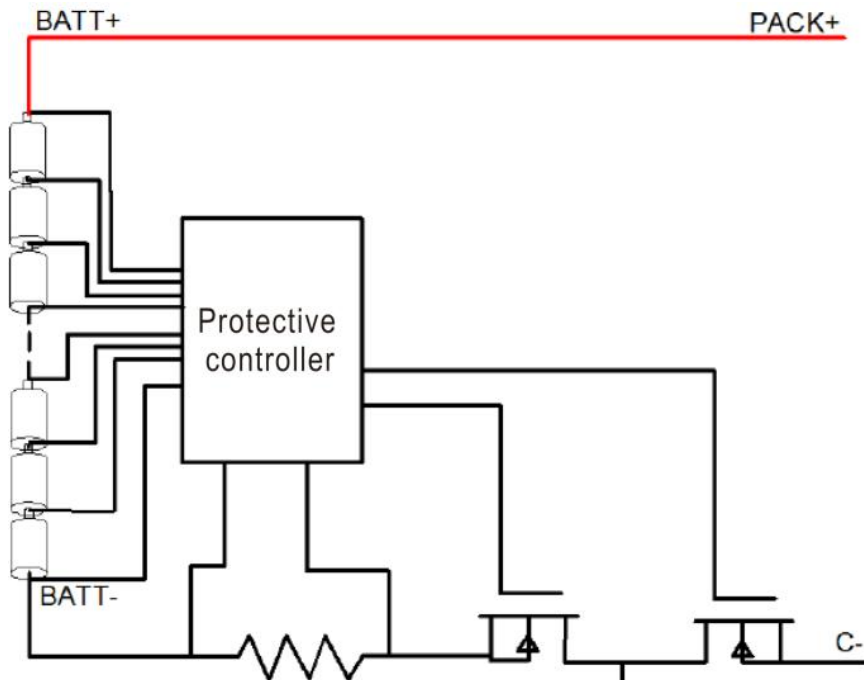 BATT+
PACK+
Protective
controller
BATT-
C-